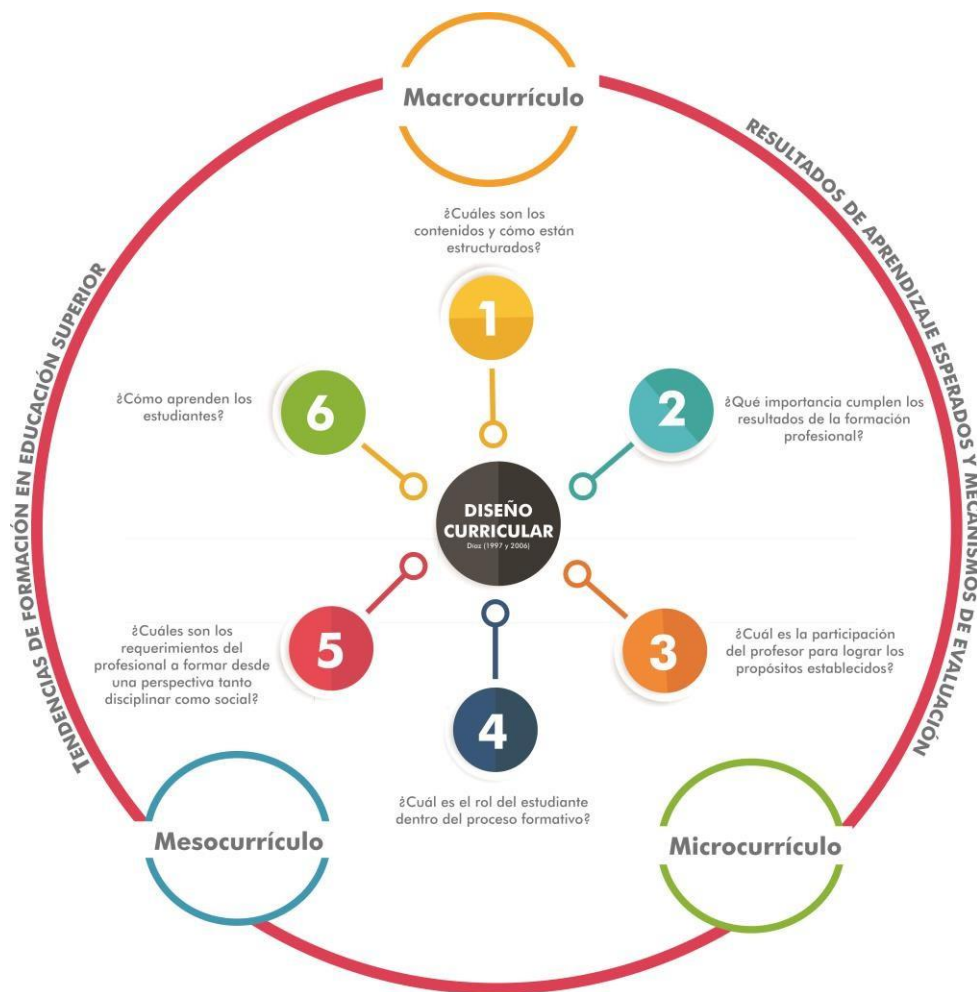 Macrocurrículo
RESULTADOS DE APRENDIZAJE ESPERADOS Y MECANISMOS DE EVALUACIÓN
TENDENCIAS DE FORMACIÓN EN EDUCACIÓN SUPERIOR
¿Cuáles son los
contenidos y cómo están
estructurados?
1
¿Qué importancia cumplen los
resultados de la formación
profesional?
2
¿Cuál es la participación
del profesor para lograr los
propósitos establecidos?
3
¿Cuál es el rol del estudiante
dentro del proceso formativo?
4
¿Cuáles son los
requerimientos del
profesional a formar desde
una perspectiva tanto
disciplinar como social?
5
¿Cómo aprenden los
estudiantes?
6
DISEÑO
CURRICULAR
Díaz (1997 y 2006)
Mesocurrículo
Microcurrículo